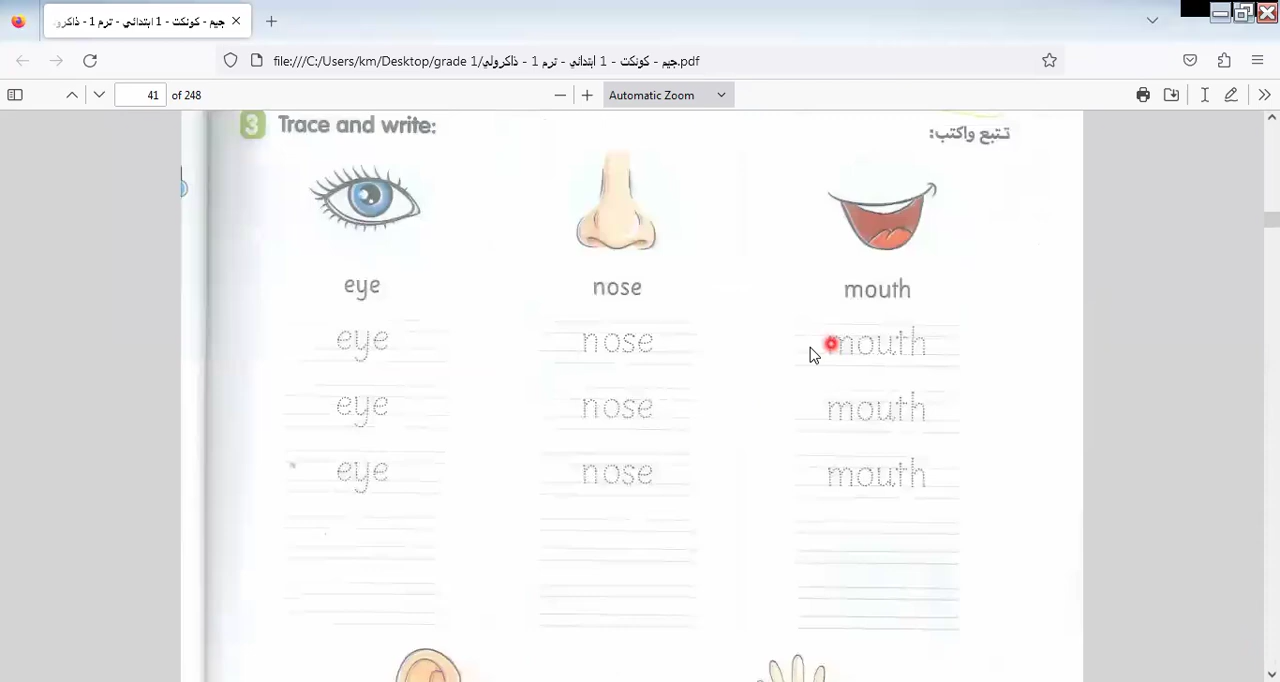 جيم - كونكت - 1 ابتدائي - ترم 1 - ذاكرولي
file:///C:/Users/km/Desktop/grade 1/جيم - كونكت - 1 ابتدائي - ترم 1 - ذاكرولي.pdf
41 of 248
Automatic Zoom
3 Trace and write:
تتبع واكتب:
eye nose mouth
eye nose mouth
eye nose mouth
eye nose mouth